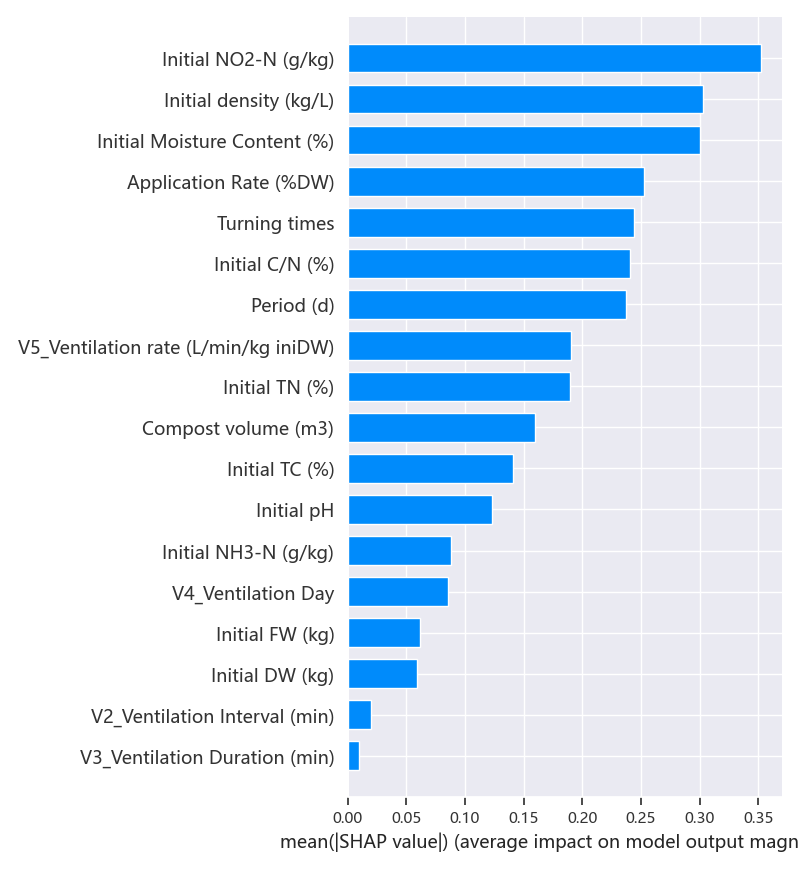 Initial NO2-N (g/kg)
Initial density (kg/L)
Initial Moisture Content (%)
Application Rate (%DW)
Turning times
Initial C/N (%)
Period (d)
V5_Ventilation rate (L/min/kg iniDW)
Initial TN (%)
Compost volume (m3)
Initial TC (%)
Initial pH
Initial NH3-N (g/kg)
V4_Ventilation Day
Initial FW (kg)
Initial DW (kg)
V2_Ventilation Interval (min)
V3_Ventilation Duration (min)
0.00 0.05 0.10 0.15 0.20 0.25 0.30 0.35
mean(|SHAP value|) (average impact on model output magn